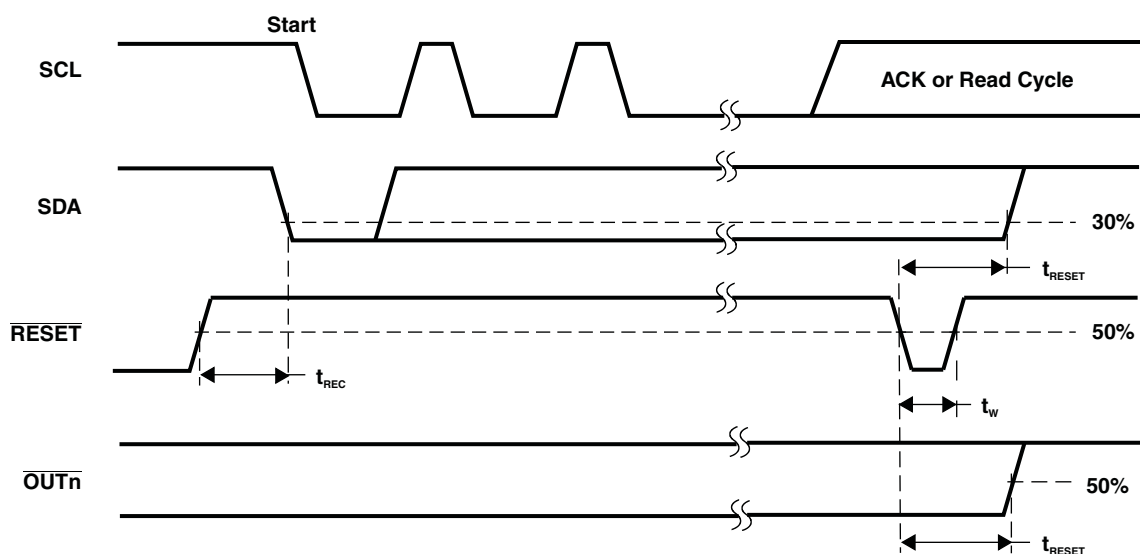 Start
SCL
ACK or Read Cycle
SDA
30%
tRESET
RESET
50%
tREC
tW
OUTn
50%
tRESET